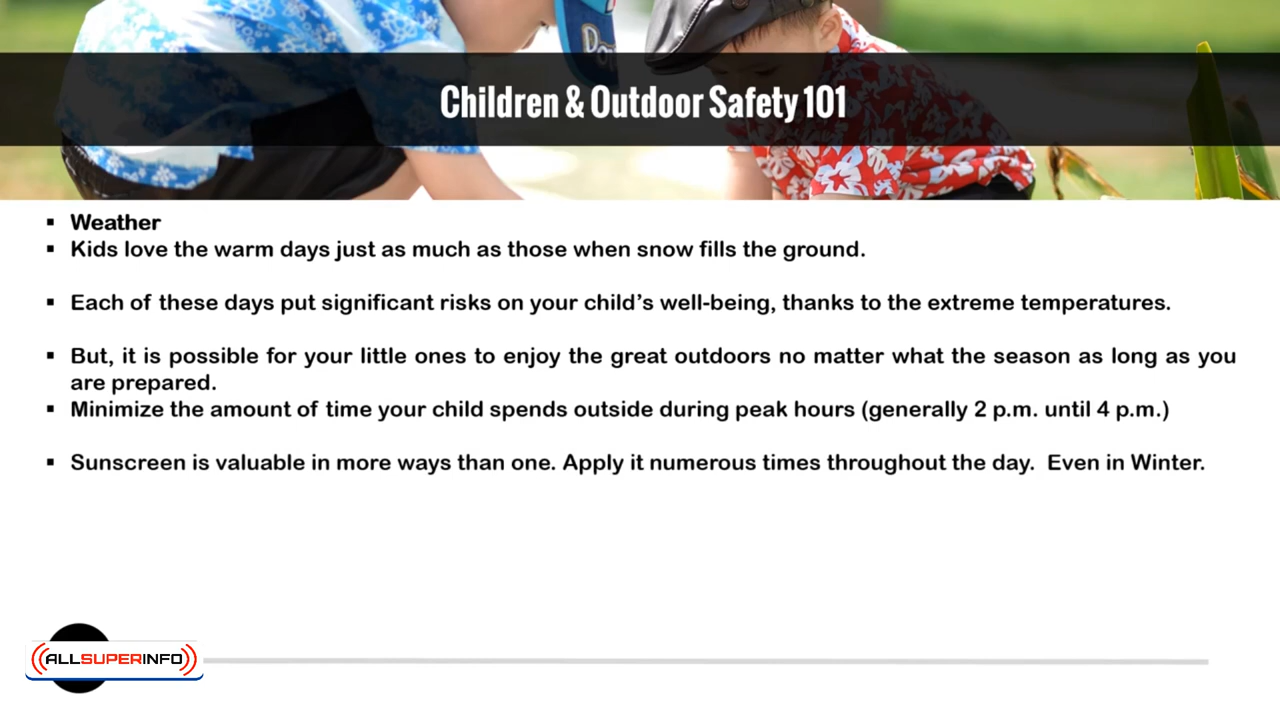 Children & Outdoor Safety 101
▪ Weather
▪ Kids love the warm days just as much as those when snow fills the ground.
▪ Each of these days put significant risks on your child’s well-being, thanks to the extreme temperatures.
▪ But, it is possible for your little ones to enjoy the great outdoors no matter what the season as long as you
are prepared.
▪ Minimize the amount of time your child spends outside during peak hours (generally 2 p.m. until 4 p.m.)
▪ Sunscreen is valuable in more ways than one. Apply it numerous times throughout the day.  Even in Winter.
ALLSUPERINFO